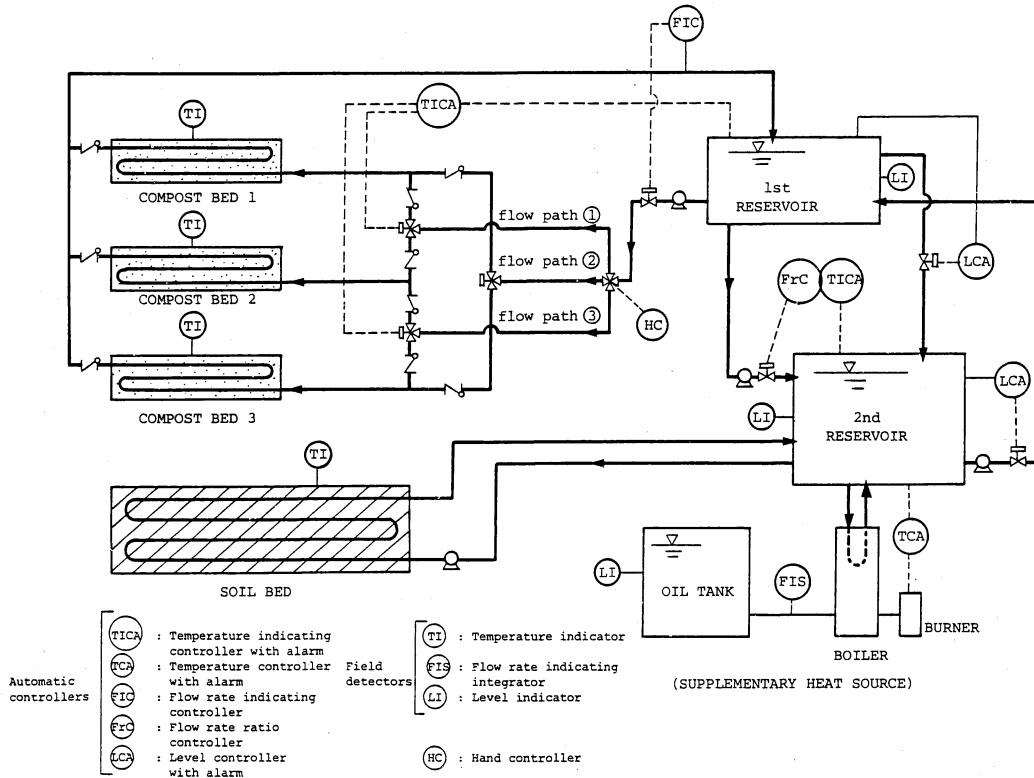 FIC
TICA
TI
COMPOST BED 1
1st
RESERVOIR
LI
flow path ①
TI
COMPOST BED 2
flow path ②
LCA
FrC
TICA
HC
flow path ③
TI
COMPOST BED 3
LCA
LI
2nd
RESERVOIR
TI
SOIL BED
TCA
LI
OIL TANK
FIS
BURNER
BOILER
(SUPPLEMENTARY HEAT SOURCE)
Automatic
controllers
TICA : Temperature indicating
controller with alarm
TCA : Temperature controller
with alarm
FIC : Flow rate indicating
controller
FrC : Flow rate ratio
controller
LCA : Level controller
with alarm
Field
detectors
TI : Temperature indicator
FIS : Flow rate indicating
integrator
LI : Level indicator
HC : Hand controller